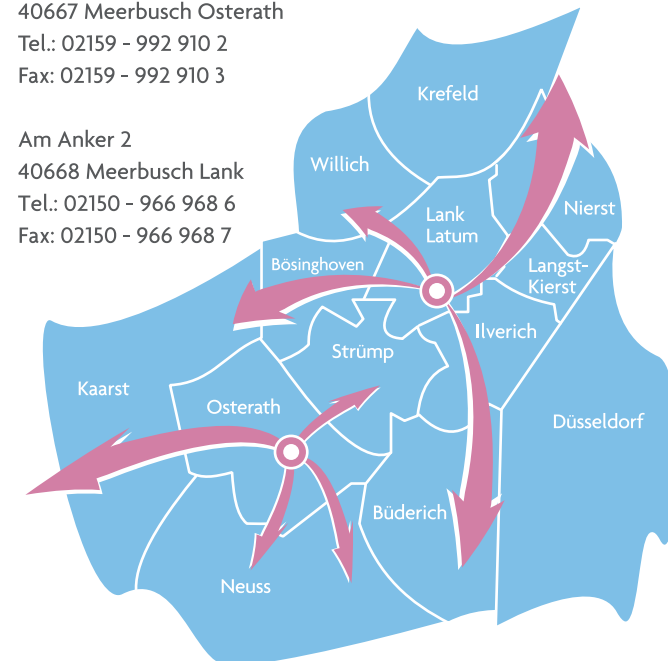 40667 Meerbusch Osterath
Tel.: 02159 - 992 910 2
Fax: 02159 - 992 910 3
Am Anker 2
40668 Meerbusch Lank
Tel.: 02150 - 966 968 6
Fax: 02150 - 966 968 7
Krefeld
Willich
Nierst
Lank
Latum
Bösinghoven
Langst-
Kierst
Ilverich
Strümp
Kaarst
Osterath
Düsseldorf
Büderich
Neuss